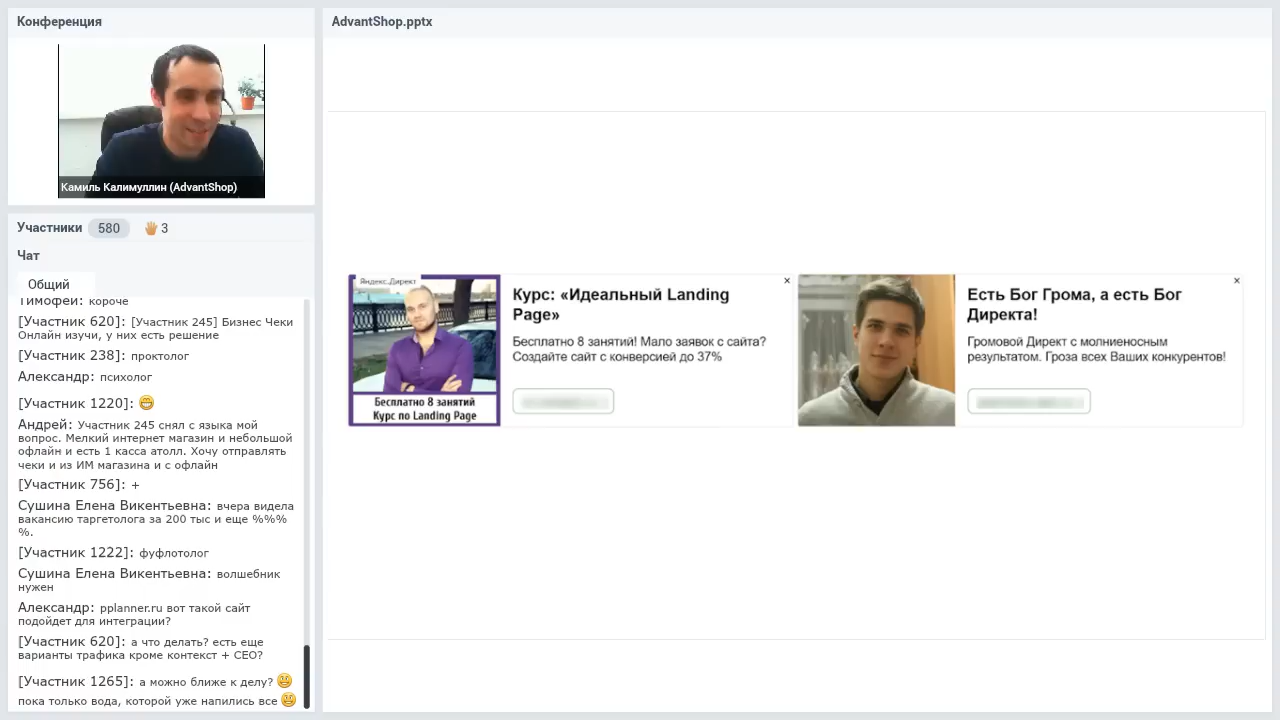 Конференция
Камиль Калимуллин (AdvantShop)
Участники 580 3
Чат
Общий
Тимофей: короче
[Участник 620]: [Участник 245] Бизнес Чеки
Онлайн изучи, у них есть решение
[Участник 238]: проктолог
Александр: психолог
[Участник 1220]:
Андрей: Участник 245 снял с языка мой
вопрос. Мелкий интернет магазин и небольшой
офлайн и есть 1 касса атолл. Хочу отправлять
чеки и из ИМ магазина и с офлайн
[Участник 756]: +
Сушина Елена Викентьевна: вчера видела
вакансию таргетолога за 200 тыс и еще %%%
%.
[Участник 1222]: фуфлотолог
Сушина Елена Викентьевна: волшебник
нужен
Александр: pplanner.ru вот такой сайт
подойдет для интеграции?
[Участник 620]: а что делать? есть еще
варианты трафика кроме контекст + СЕО?
[Участник 1265]: а можно ближе к делу?
пока только вода, которой уже напились все
AdvantShop.pptx
Яндекс.Директ
Бесплатно 8 занятий
Курс по Landing Page
Курс: «Идеальный Landing
Page»
Бесплатно 8 занятий! Мало заявок с сайта?
Создайте сайт с конверсией до 37%
Есть Бог Грома, а есть Бог
Директа!
Громовой Директ с молниеносным
результатом. Гроза всех Ваших конкурентов!